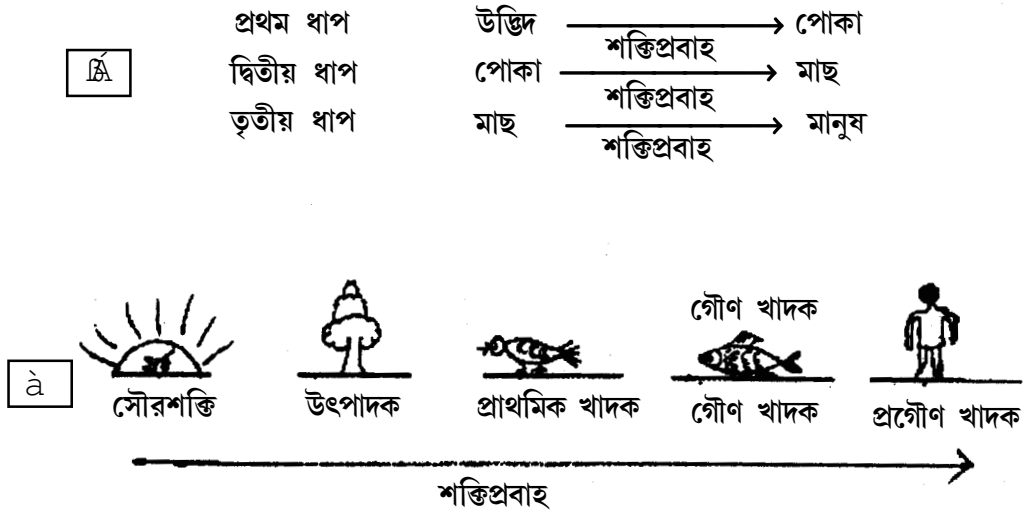 প্রথম ধাপ উদ্ভিদ পোকা
শক্তিপ্রবাহ
দ্বিতীয় ধাপ পোকা মাছ
শক্তিপ্রবাহ
তৃতীয় ধাপ মাছ মানুষ
শক্তিপ্রবাহ
গৌণ খাদক
à
সৌরশক্তি উৎপাদক প্রাথমিক খাদক গৌণ খাদক প্রগৌণ খাদক
শক্তিপ্রবাহ